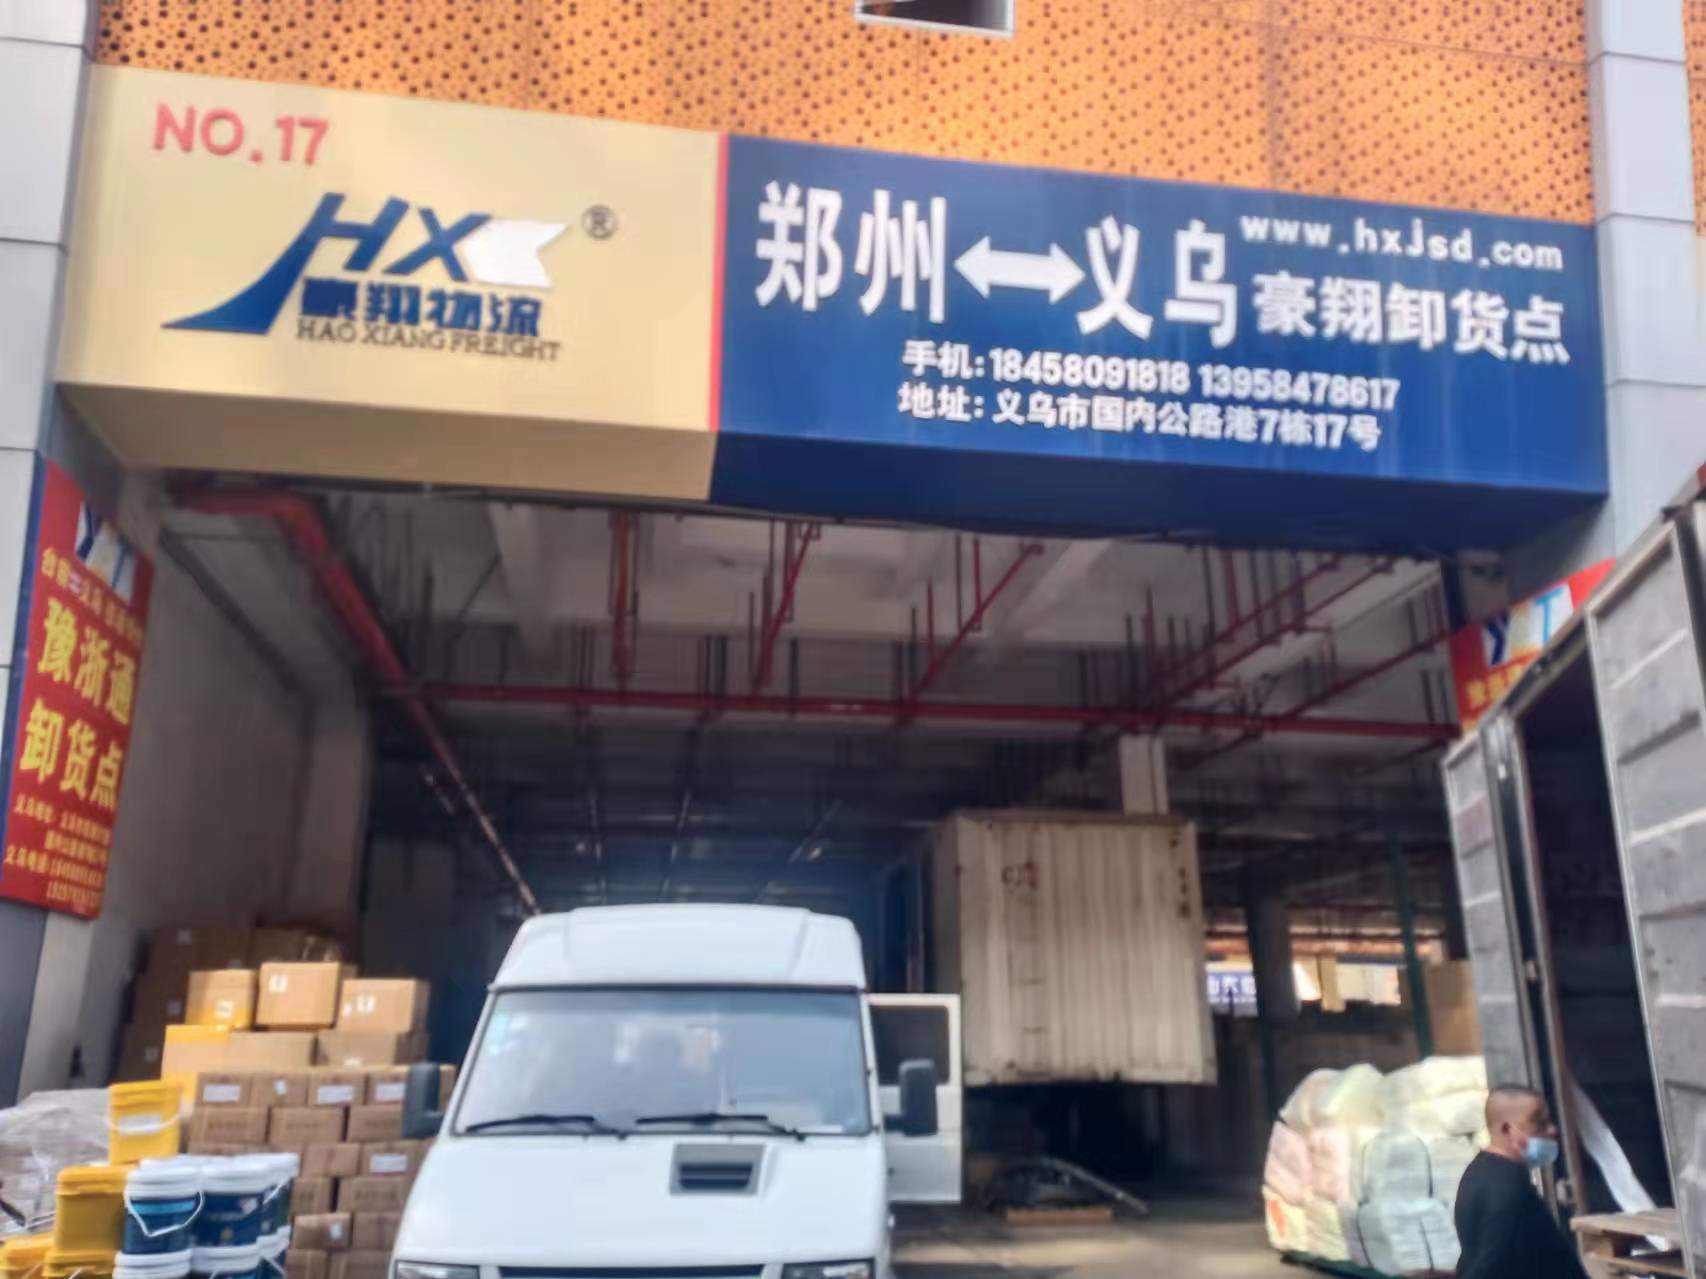 NO.17
HX
®
豪翔物流
HAO XIANG FREIGHT
郑州 义乌
www.hxjsd.com
豪翔卸货点
手机:18458091818 13958478617
地址:义乌市国内公路港7栋17号
豫浙通
卸货点